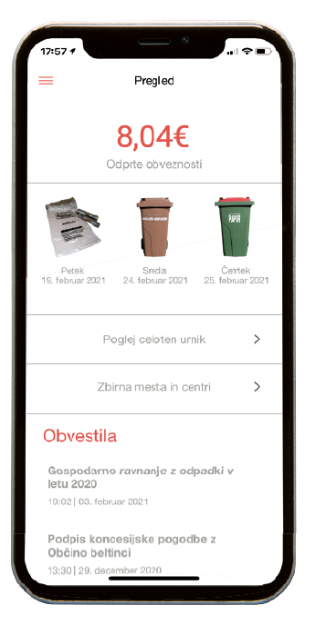 17:57
Pregled
8,04€
Odprte obveznosti
PAPIR
Petek
19. februar 2021
Sreda
24. februar 2021
Četrtek
25. februar 2021
Poglej celoten urnik
Zbirna mesta in centri
Obvestila
Gospodarno ravnanje z odpadki v
letu 2020
10:02 | 03. februar 2021
Podpis koncesijske pogodbe z
Občino beltinci
13:30 | 29. december 2020